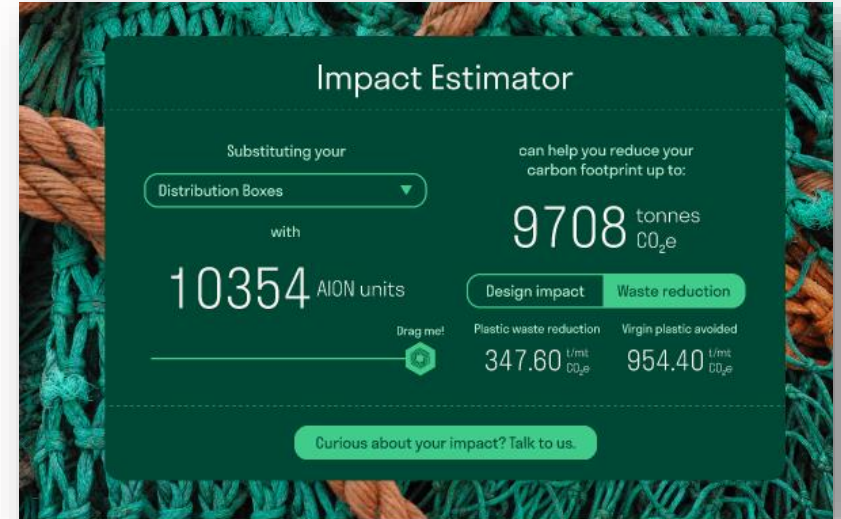 Impact Estimator
Substituting your
Distribution Boxes
with
10354 AION units
Drag me!
can help you reduce your
carbon footprint up to:
9708 tonnes
CO₂e
Design impact
Waste reduction
Plastic waste reduction
347.60 t/mt
CO₂e
Virgin plastic avoided
954.40 t/mt
CO₂e
Curious about your impact? Talk to us.